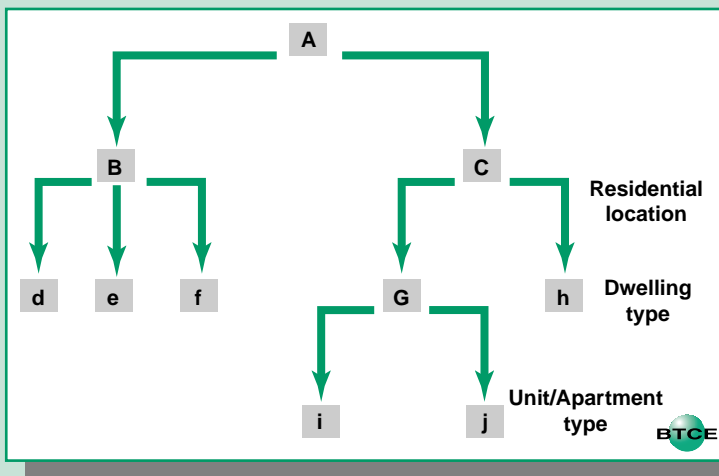 A
B
C
Residential
location
d
e
f
G
h
Dwelling
type
i
j
Unit/Apartment
type
BTCE